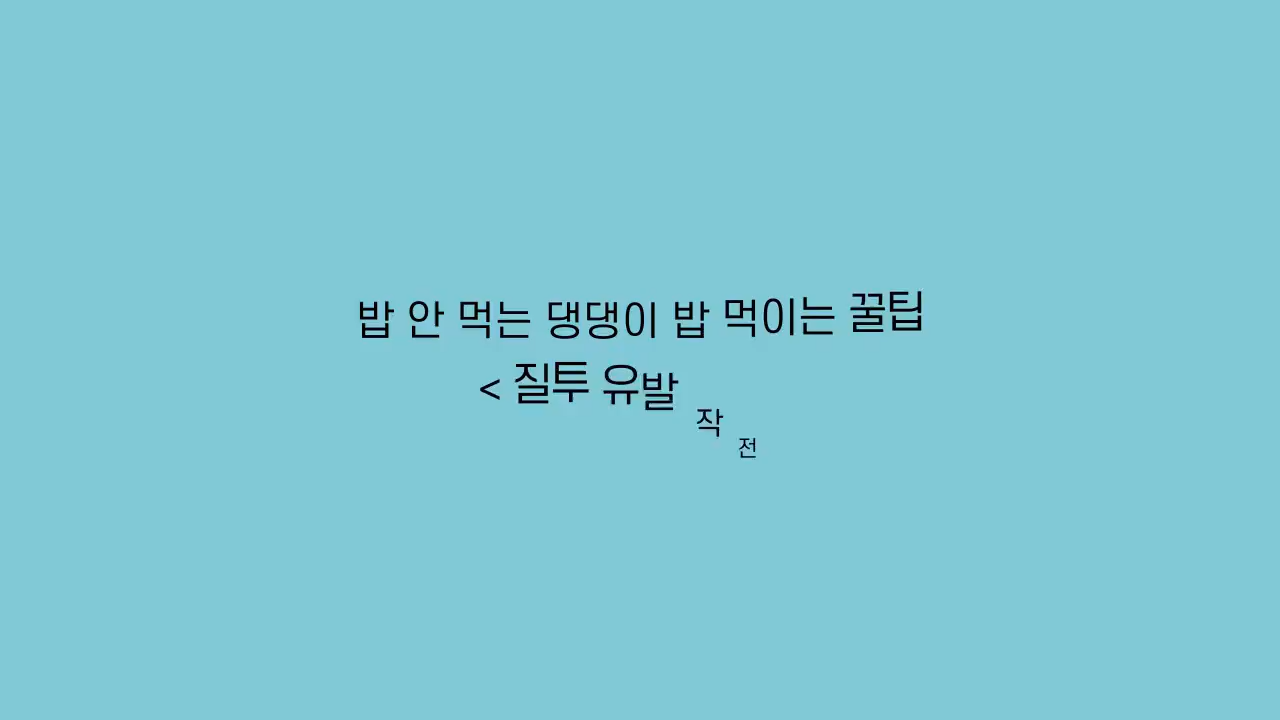 밥 안 먹는 댕댕이 밥 먹이는 꿀팁
< 질투 유발 작전